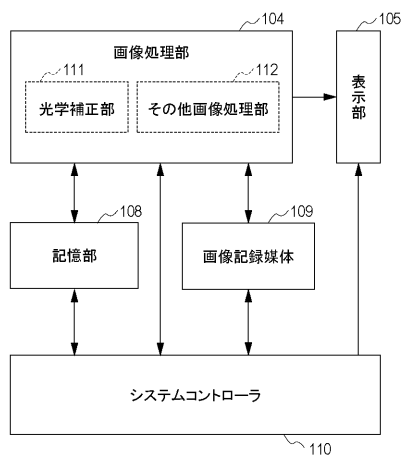 104
105
画像処理部
111
112
光学補正部
その他画像処理部
表示部
108
109
記憶部
画像記録媒体
システムコントローラ
110